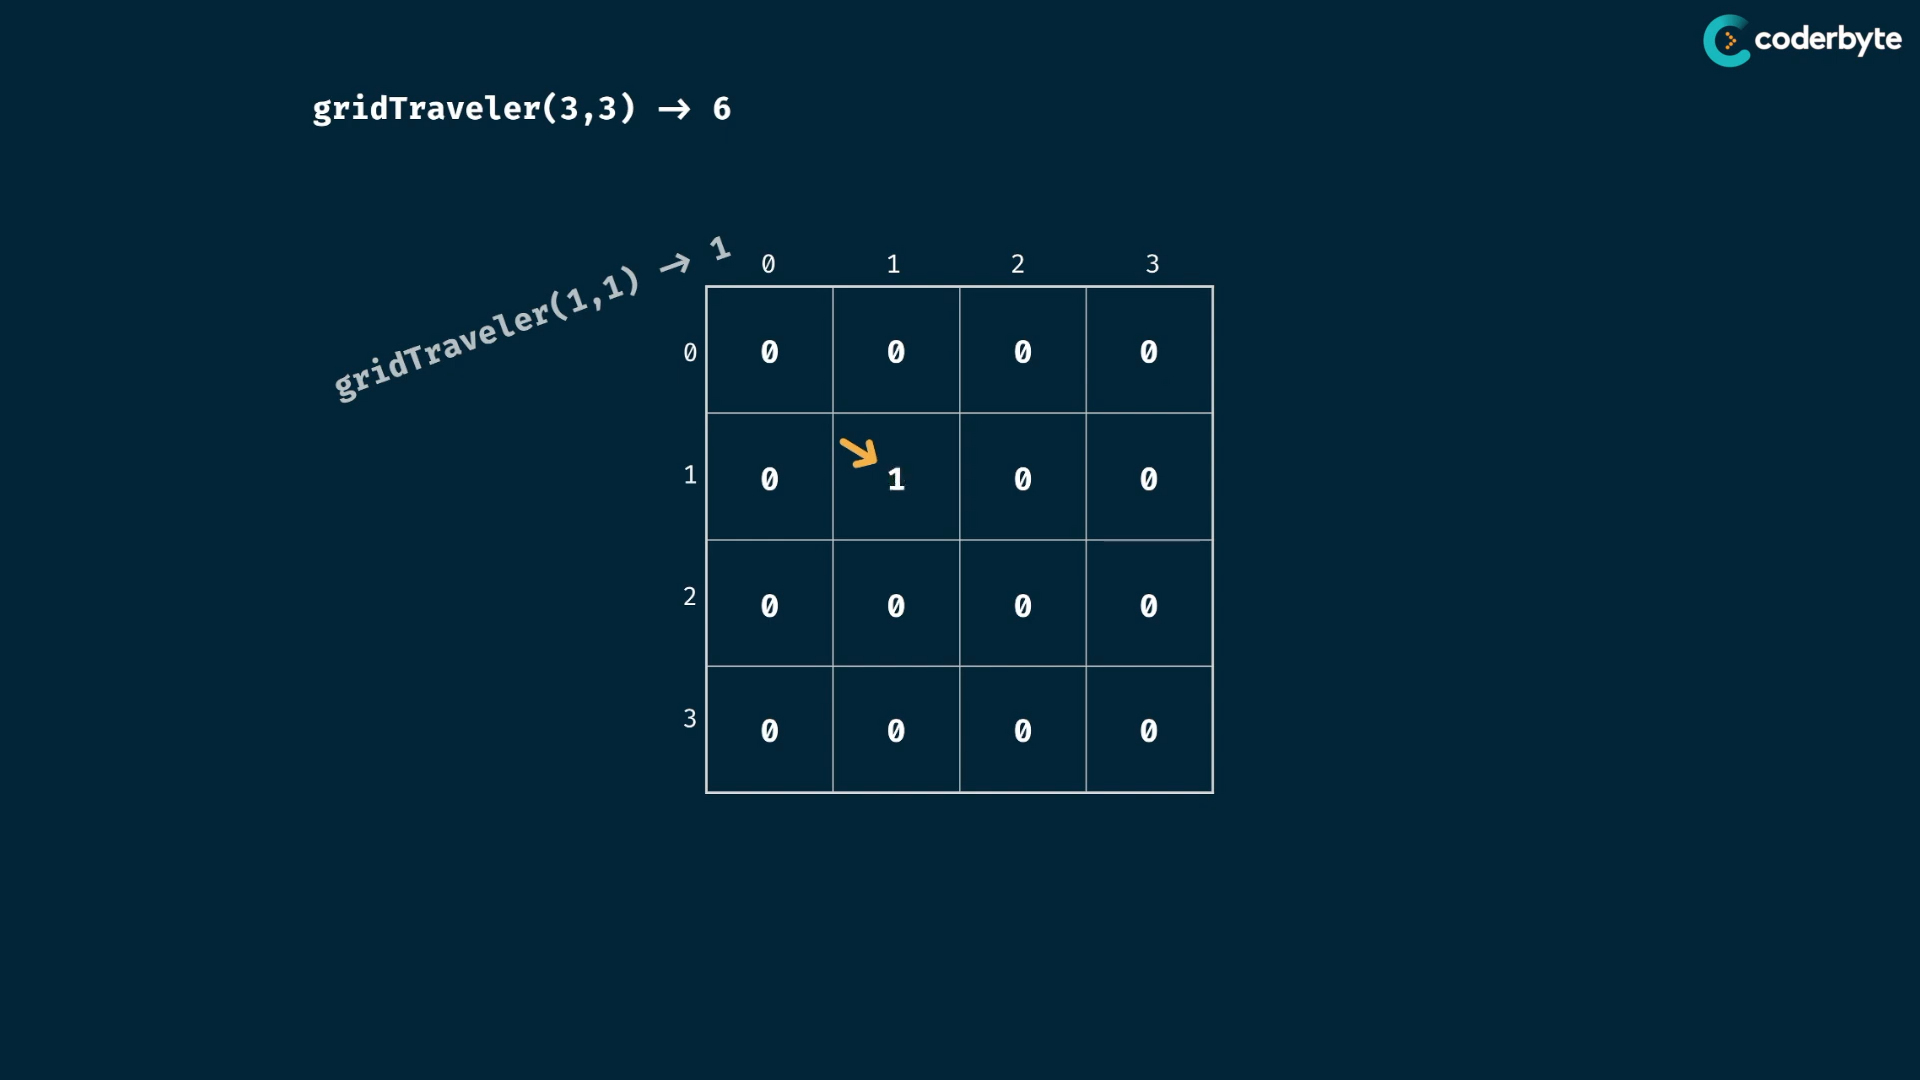 coderbyte
gridTraveler(3,3) → 6
gridTraveler(1,1) → 1
0 1 2 3
0 0 0 0 0
1 0 1 0 0
2 0 0 0 0
3 0 0 0 0